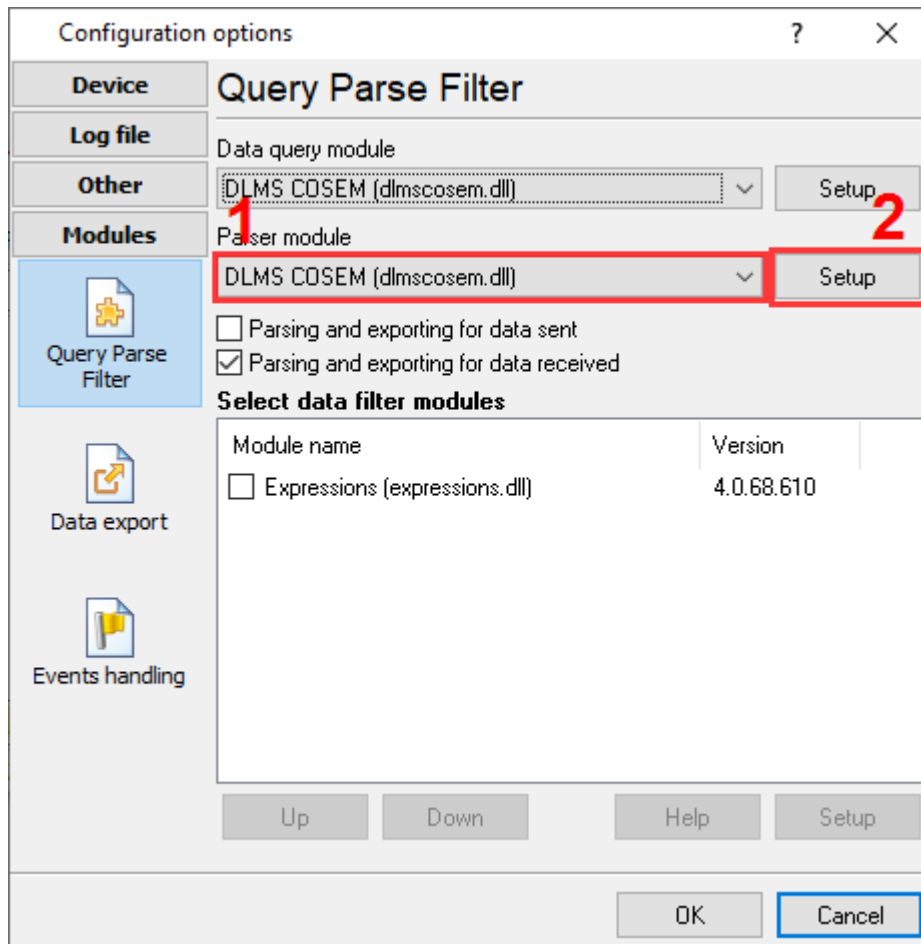 Configuration options
?
Device
Query Parse Filter
Log file
Data query module
Other
DLMS COSEM (dlmscosem.dll)
Setup
1
2
Modules
Parser module
DLMS COSEM (dlmscosem.dll)
Setup
Parsing and exporting for data sent
Query Parse
Filter
Parsing and exporting for data received
Select data filter modules
Module name
Version
Expressions (expressions.dll)
4.0.68.610
Data export
Events handling
Up
Down
Help
Setup
OK
Cancel